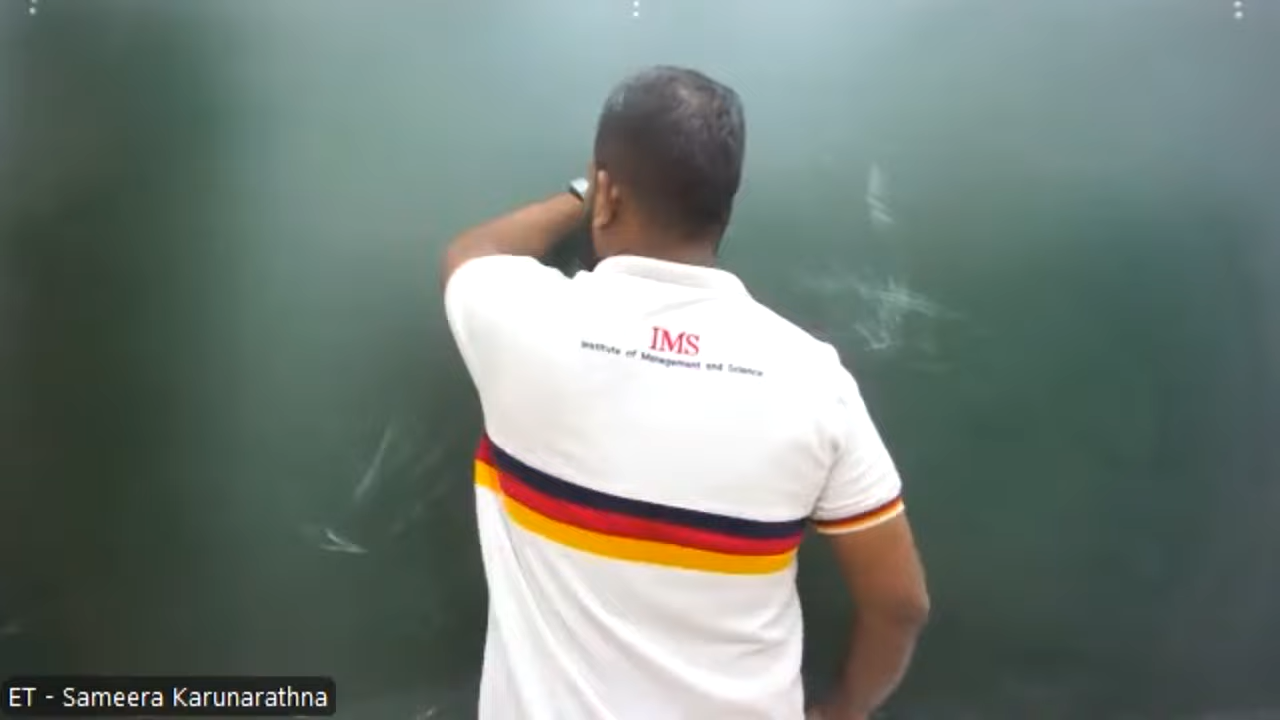 IMS
Institute of Management and Science
ET - Sameera Karunarathna